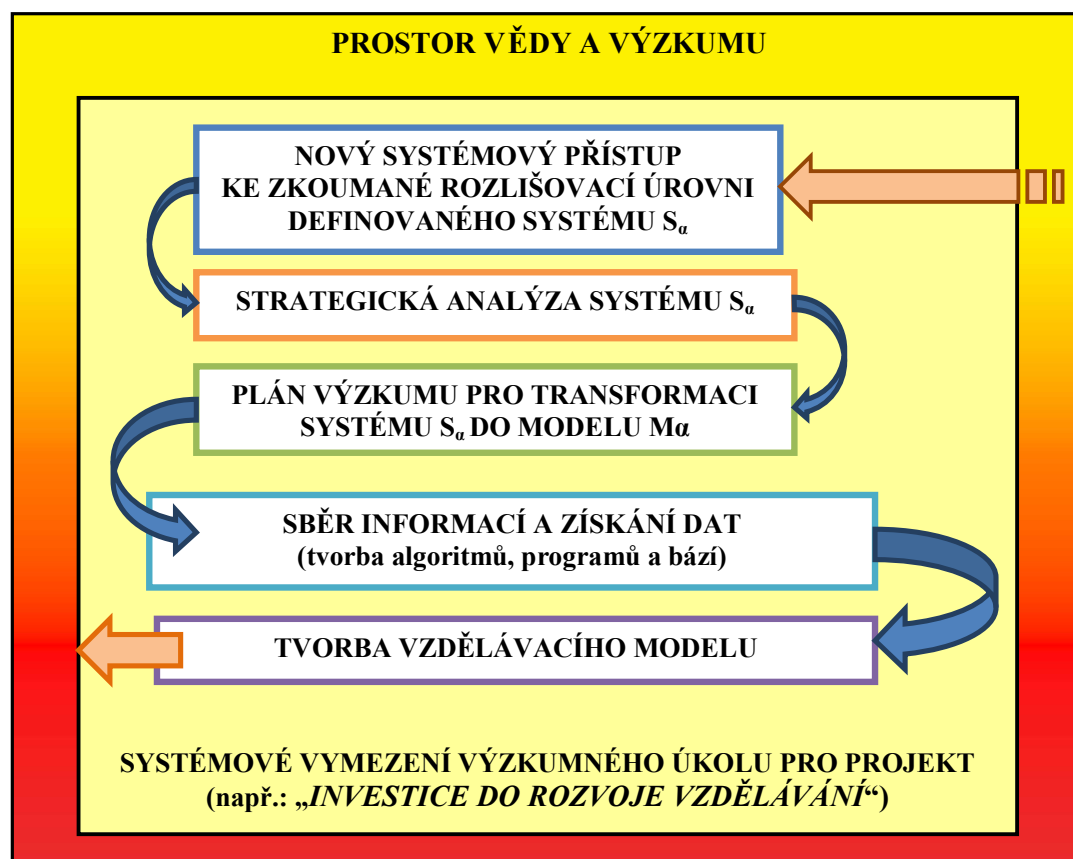 PROSTOR VĚDY A VÝZKUMU
NOVÝ SYSTÉMOVÝ PŘÍSTUP
KE ZKOUMANÉ ROZLIŠOVACÍ ÚROVNI
DEFINOVANÉHO SYSTÉMU Sα
STRATEGICKÁ ANALÝZA SYSTÉMU Sα
PLÁN VÝZKUMU PRO TRANSFORMACI
SYSTÉMU Sα DO MODELU Mα
SBĚR INFORMACÍ A ZÍSKÁNÍ DAT
(tvorba algoritmů, programů a bází)
TVORBA VZDĚLÁVACÍHO MODELU
SYSTÉMOVÉ VYMEZENÍ VÝZKUMNÉHO ÚKOLU PRO PROJEKT
(např.: „INVESTICE DO ROZVOJE VZDĚLÁVÁNÍ“)